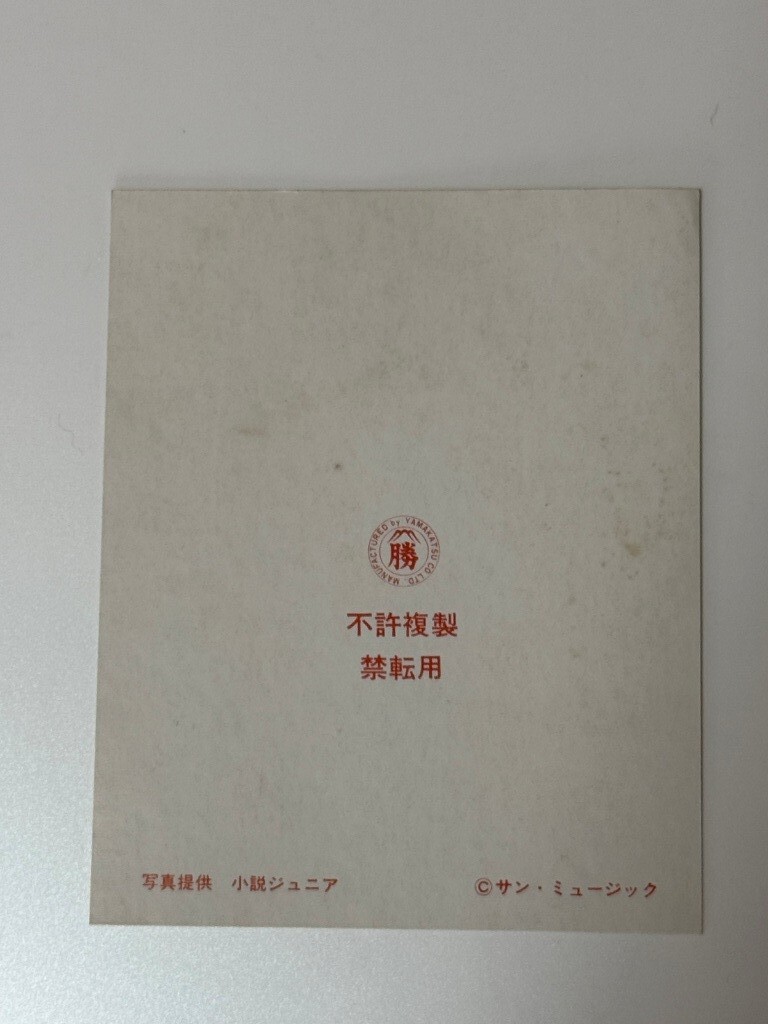 MANUFACTURED by YAMAKATSU CO LTD.
勝
不許複製
禁転用
写真提供 小説ジュニア
©サン・ミュージック